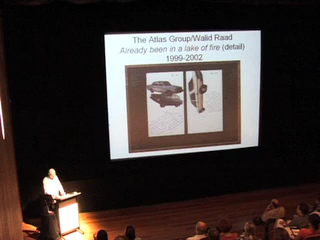 The Atlas Group/Walid Raad
Already been in a lake of fire (detail)
1999-2002